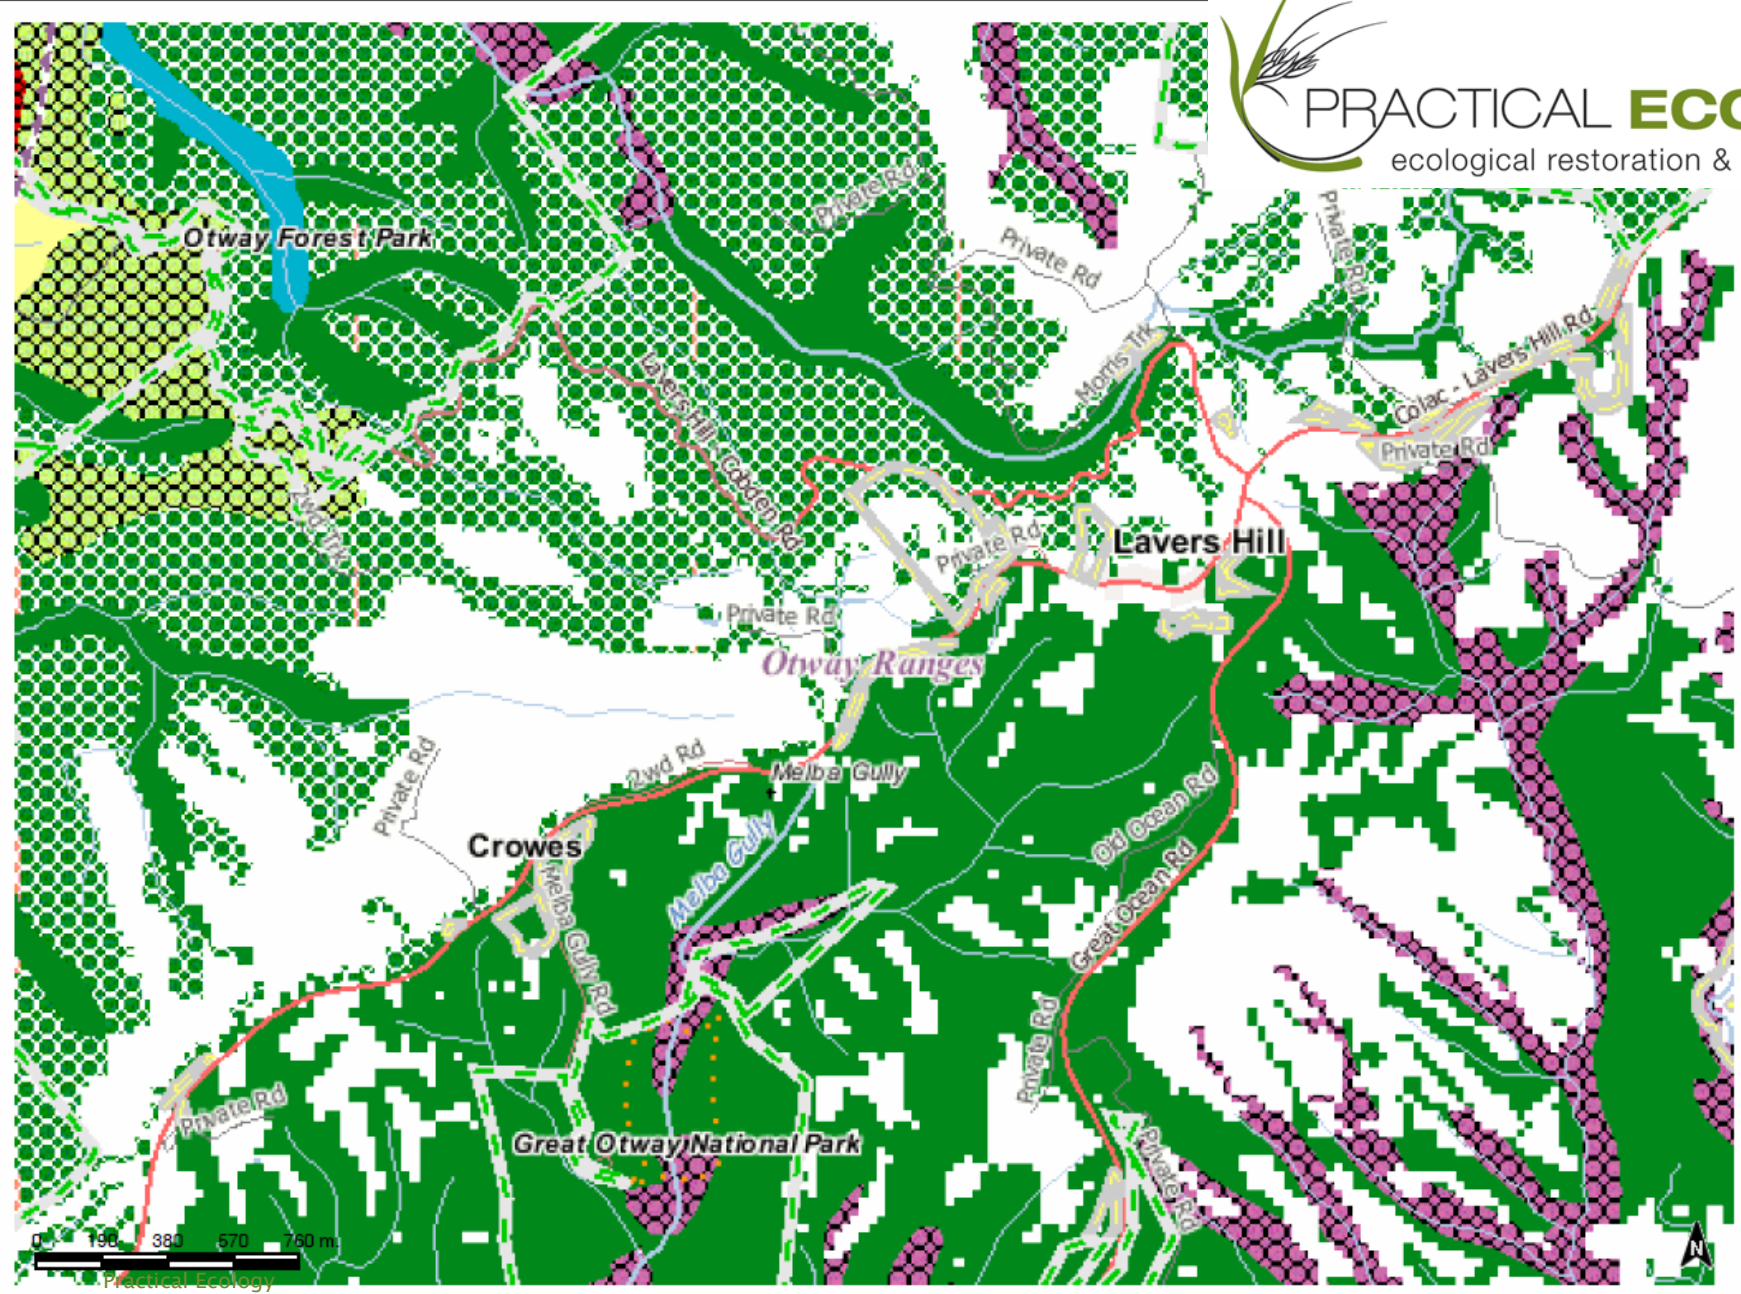 PRACTICAL ECO
ecological restoration &
Private Rd
Private Rd
Private Rd
Otway Forest Park
Morris Trk
Colac - Lavers Hill Rd
Lavers Hill - Cobden Rd
Private Rd
2wd Trk
Private Rd
Lavers Hill
Private Rd
Otway Ranges
Private Rd
2wd Rd
Melba Gully
Old Ocean Rd
Crowes
Melba Gully
Melba Gully Rd
Great Ocean Rd
Private Rd
Private Rd
Great Otway National Park
Private Rd
0 190 380 570 760 m.
N
Practical Ecology